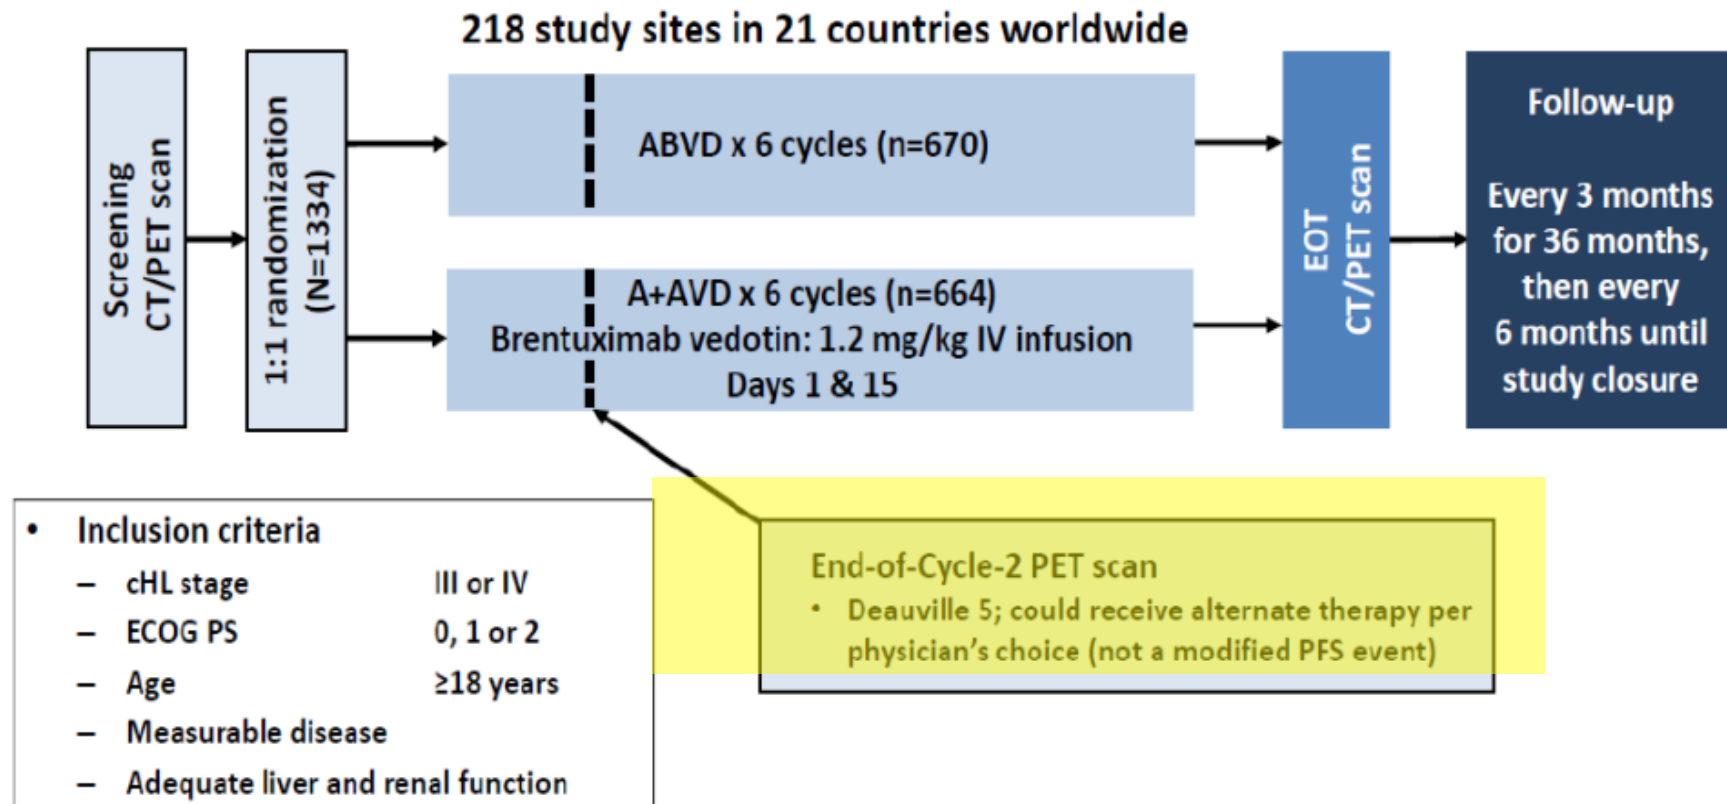 218 study sites in 21 countries worldwide
Screening
CT/PET scan
1:1 randomization
(N=1334)
ABVD x 6 cycles (n=670)
A+AVD x 6 cycles (n=664)
Brentuximab vedotin: 1.2 mg/kg IV infusion
Days 1 & 15
EOT
CT/PET scan
Follow-up
Every 3 months
for 36 months,
then every
6 months until
study closure
• Inclusion criteria
– cHL stage III or IV
– ECOG PS 0, 1 or 2
– Age ≥18 years
– Measurable disease
– Adequate liver and renal function
End-of-Cycle-2 PET scan
• Deauville 5; could receive alternate therapy per
physician's choice (not a modified PFS event)